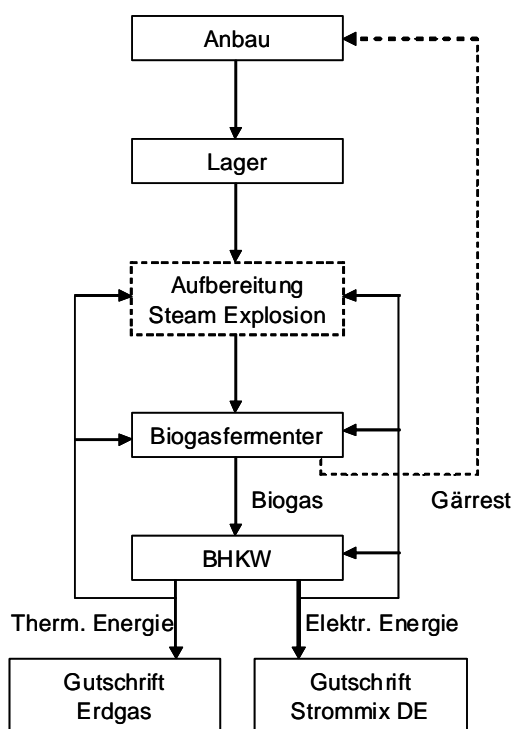 Anbau
Lager
Aufbereitung
Steam Explosion
Biogasfermenter
Biogas
Gärrest
BHKW
Therm. Energie
Elektr. Energie
Gutschrift
Erdgas
Gutschrift
Strommix DE